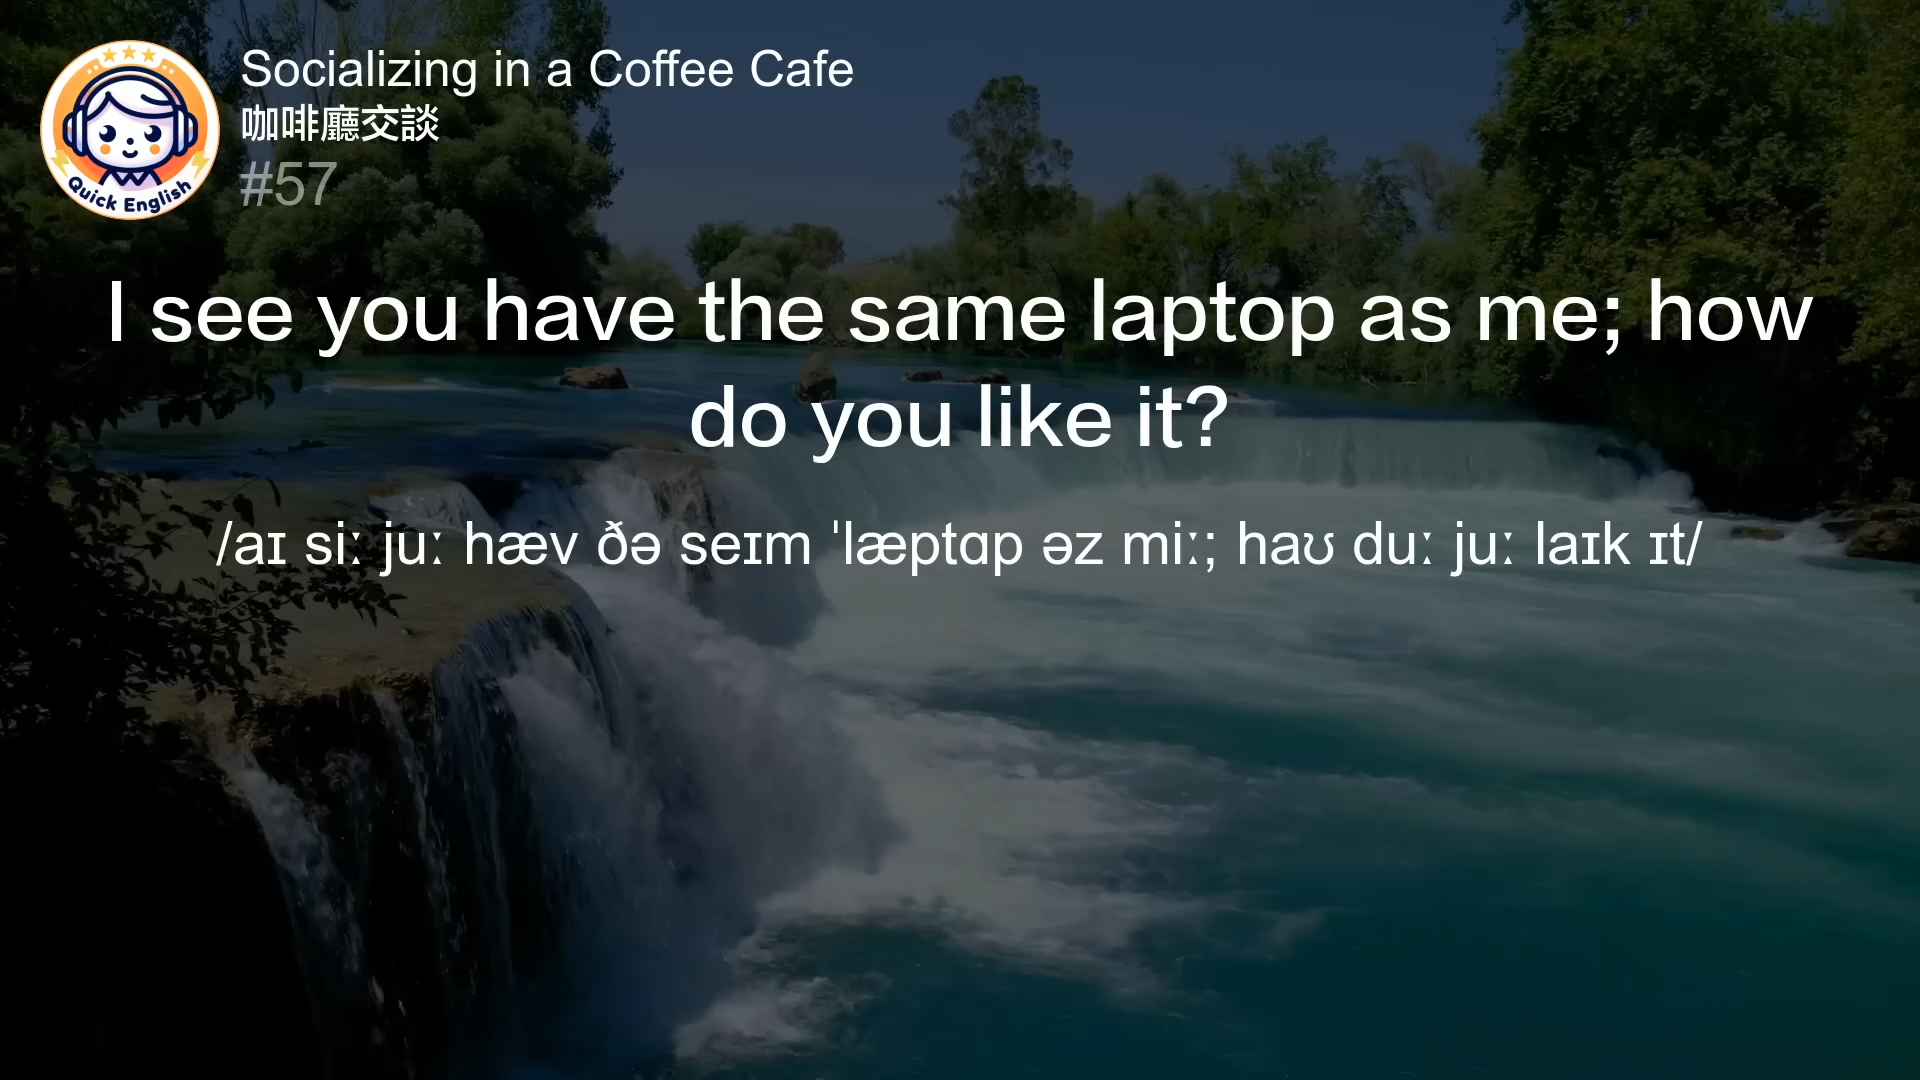 Socializing in a Coffee Cafe
咖啡廳交談
#57
Quick English
I see you have the same laptop as me; how
do you like it?
/aɪ siː juː hæv ðə seɪm ˈlæptɑp əz miː; haʊ duː juː laɪk ɪt/